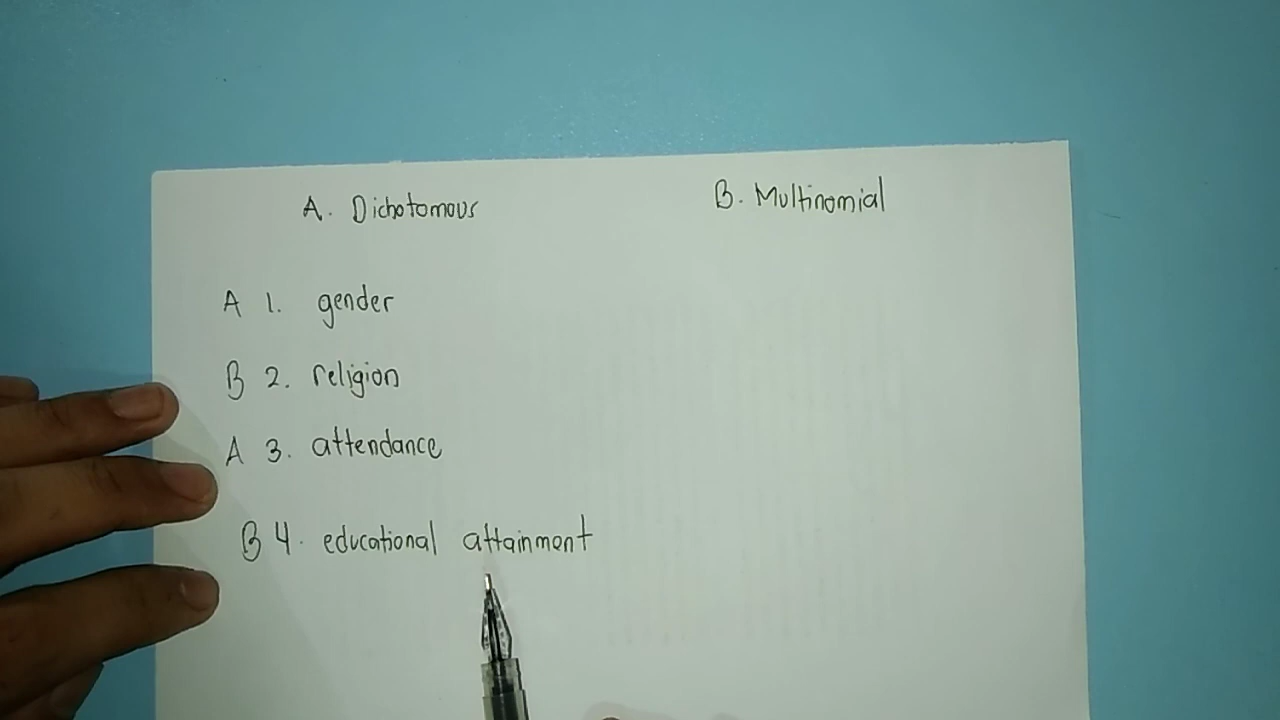 A. Dichotomous
B. Multinomial
A 1. gender
B 2. religion
A 3. attendance
B 4. educational attainment